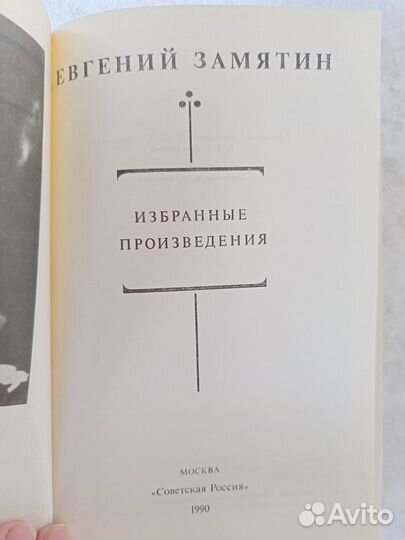 ЕВГЕНИЙ ЗАМЯТИН
ИЗБРАННЫЕ
ПРОИЗВЕДЕНИЯ
МОСКВА
«Советская Россия»
1990
Avito